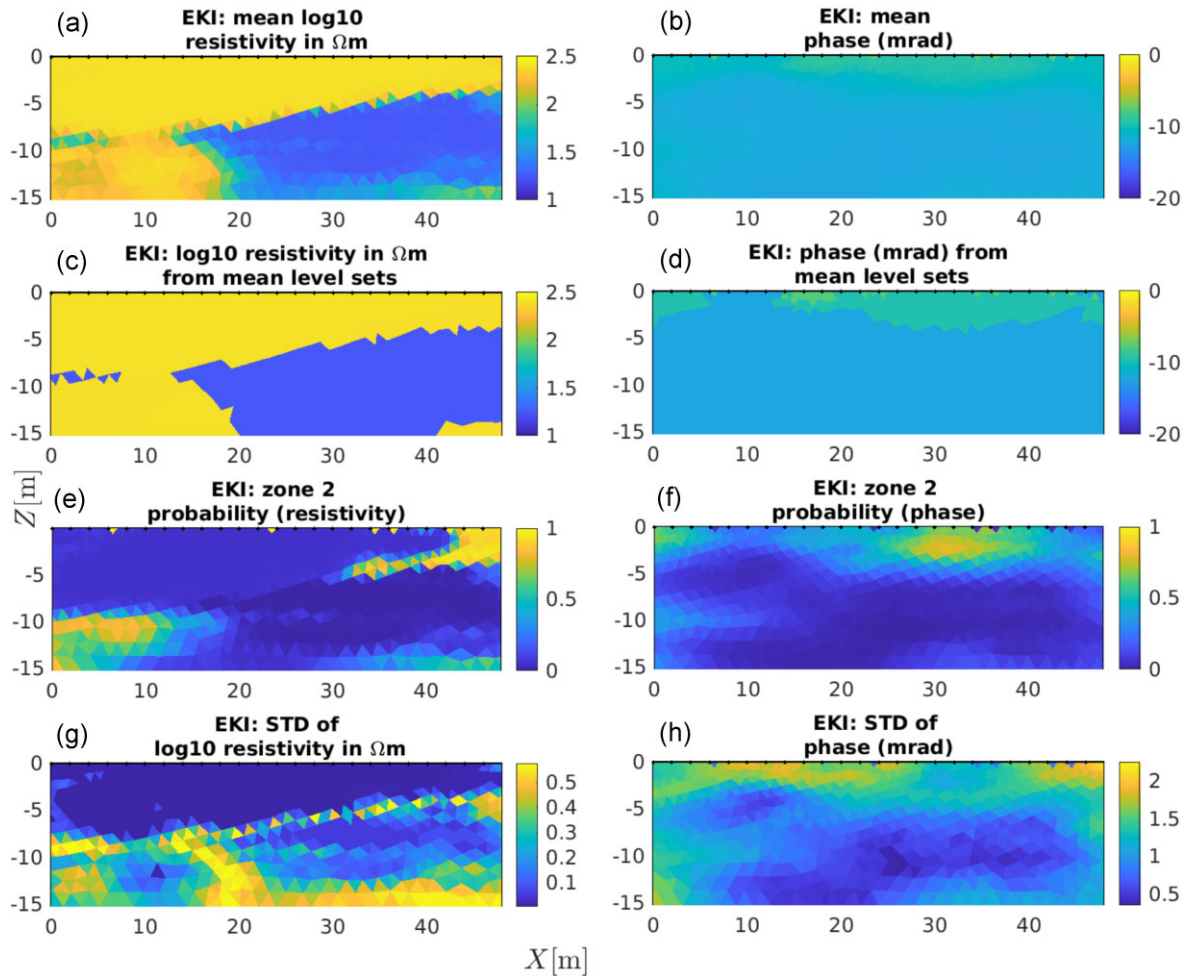 (a)
EKI: mean log10
resistivity in Ωm
0
-5
-10
-15
0 10 20 30 40
2.5
2
1.5
1
(b)
EKI: mean
phase (mrad)
0
-5
-10
-15
0 10 20 30 40
0
-10
-20
(c)
EKI: log10 resistivity in Ωm
from mean level sets
0
-5
-10
-15
0 10 20 30 40
2.5
2
1.5
1
(d)
EKI: phase (mrad) from
mean level sets
0
-5
-10
-15
0 10 20 30 40
0
-10
-20
Z[m]
(e)
EKI: zone 2
probability (resistivity)
0
-5
-10
-15
0 10 20 30 40
1
0.5
0
(f)
EKI: zone 2
probability (phase)
0
-5
-10
-15
0 10 20 30 40
1
0.5
0
(g)
EKI: STD of
log10 resistivity in Ωm
0
-5
-10
-15
0 10 20 30 40
0.5
0.4
0.3
0.2
0.1
(h)
EKI: STD of
phase (mrad)
0
-5
-10
-15
0 10 20 30 40
2
1.5
1
0.5
X[m]